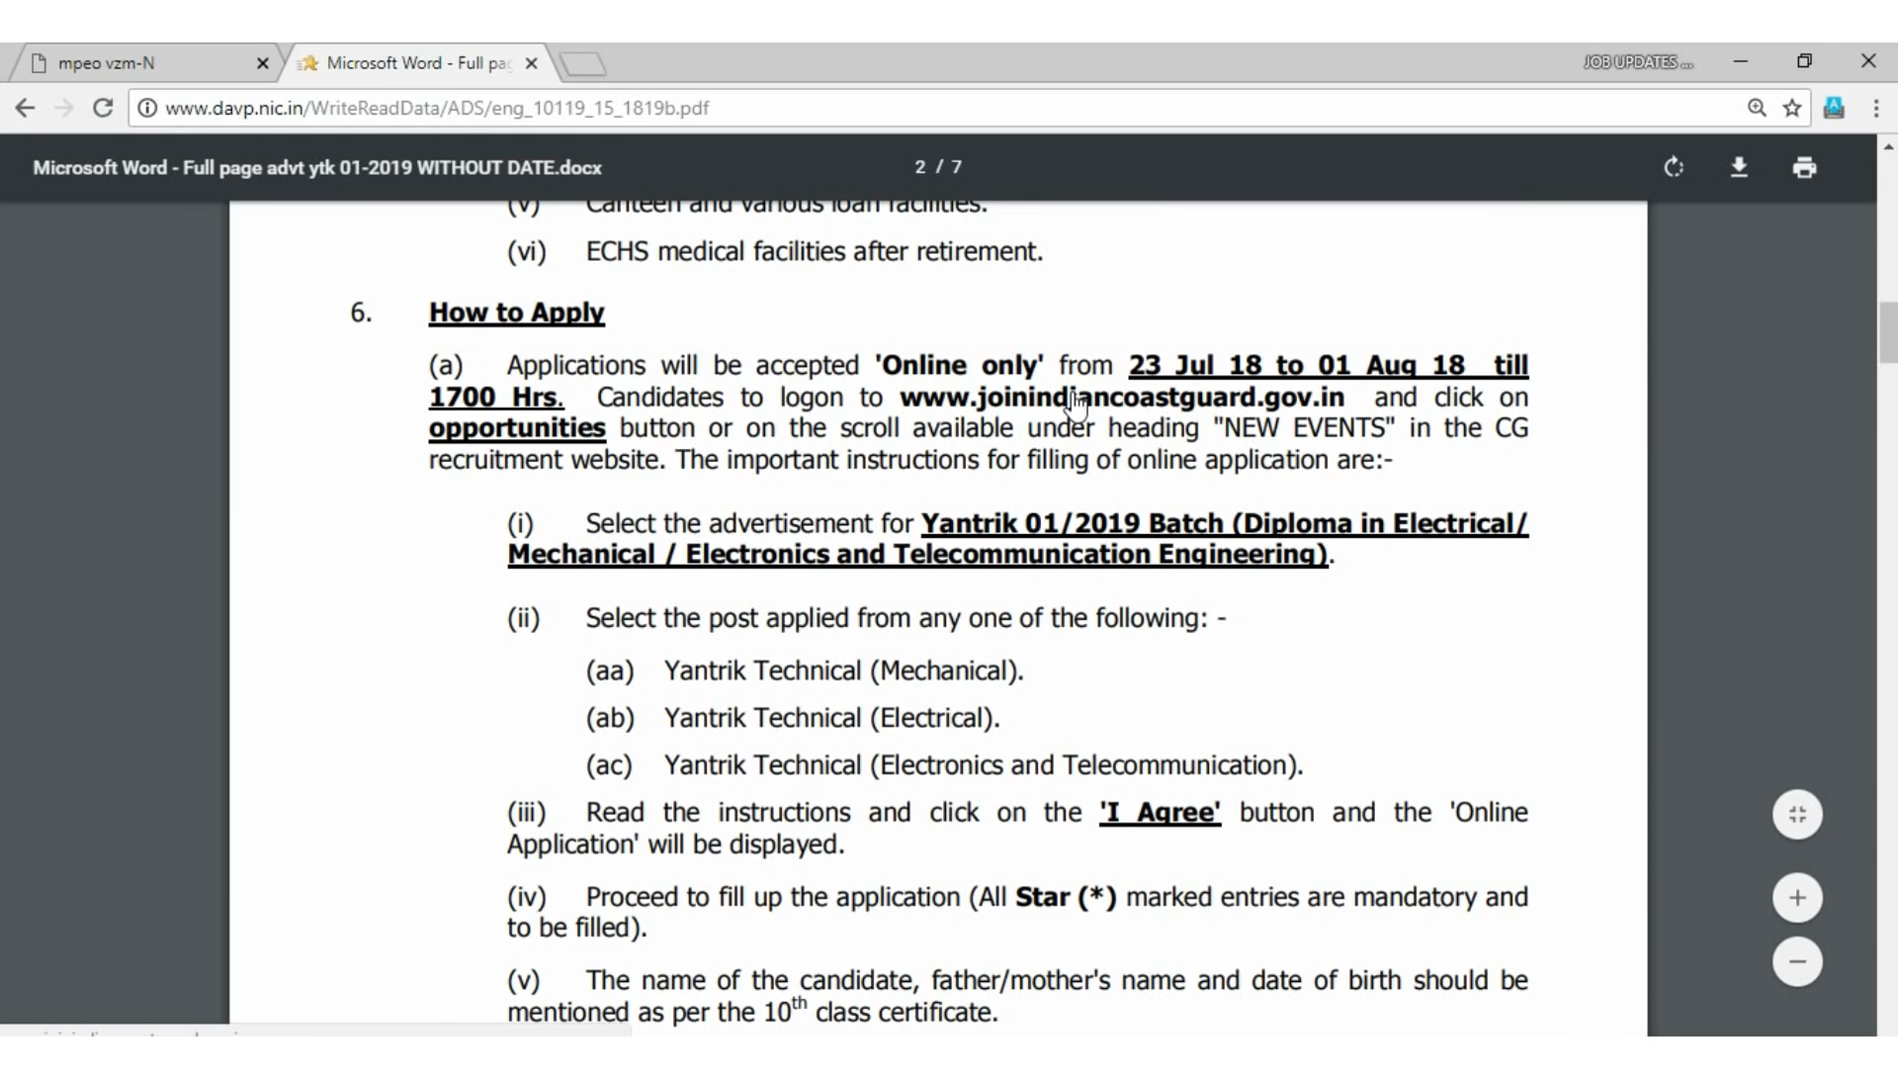 mpeo vzm-N
Microsoft Word - Full pa
JOB UPDATES ...
www.davp.nic.in/WriteReadData/ADS/eng_10119_15_1819b.pdf
Microsoft Word - Full page advt ytk 01-2019 WITHOUT DATE.docx
2 / 7
(v) Canteen and various loan facilities.
(vi) ECHS medical facilities after retirement.
6. How to Apply
(a) Applications will be accepted 'Online only' from 23 Jul 18 to 01 Aug 18 till
1700 Hrs. Candidates to logon to www.joinindiancoastguard.gov.in and click on
opportunities button or on the scroll available under heading "NEW EVENTS" in the CG
recruitment website. The important instructions for filling of online application are:-
(i) Select the advertisement for Yantrik 01/2019 Batch (Diploma in Electrical/
Mechanical / Electronics and Telecommunication Engineering).
(ii) Select the post applied from any one of the following: -
(aa) Yantrik Technical (Mechanical).
(ab) Yantrik Technical (Electrical).
(ac) Yantrik Technical (Electronics and Telecommunication).
(iii) Read the instructions and click on the 'I Agree' button and the 'Online
Application' will be displayed.
(iv) Proceed to fill up the application (All Star (*) marked entries are mandatory and
to be filled).
(v) The name of the candidate, father/mother's name and date of birth should be
mentioned as per the 10th class certificate.